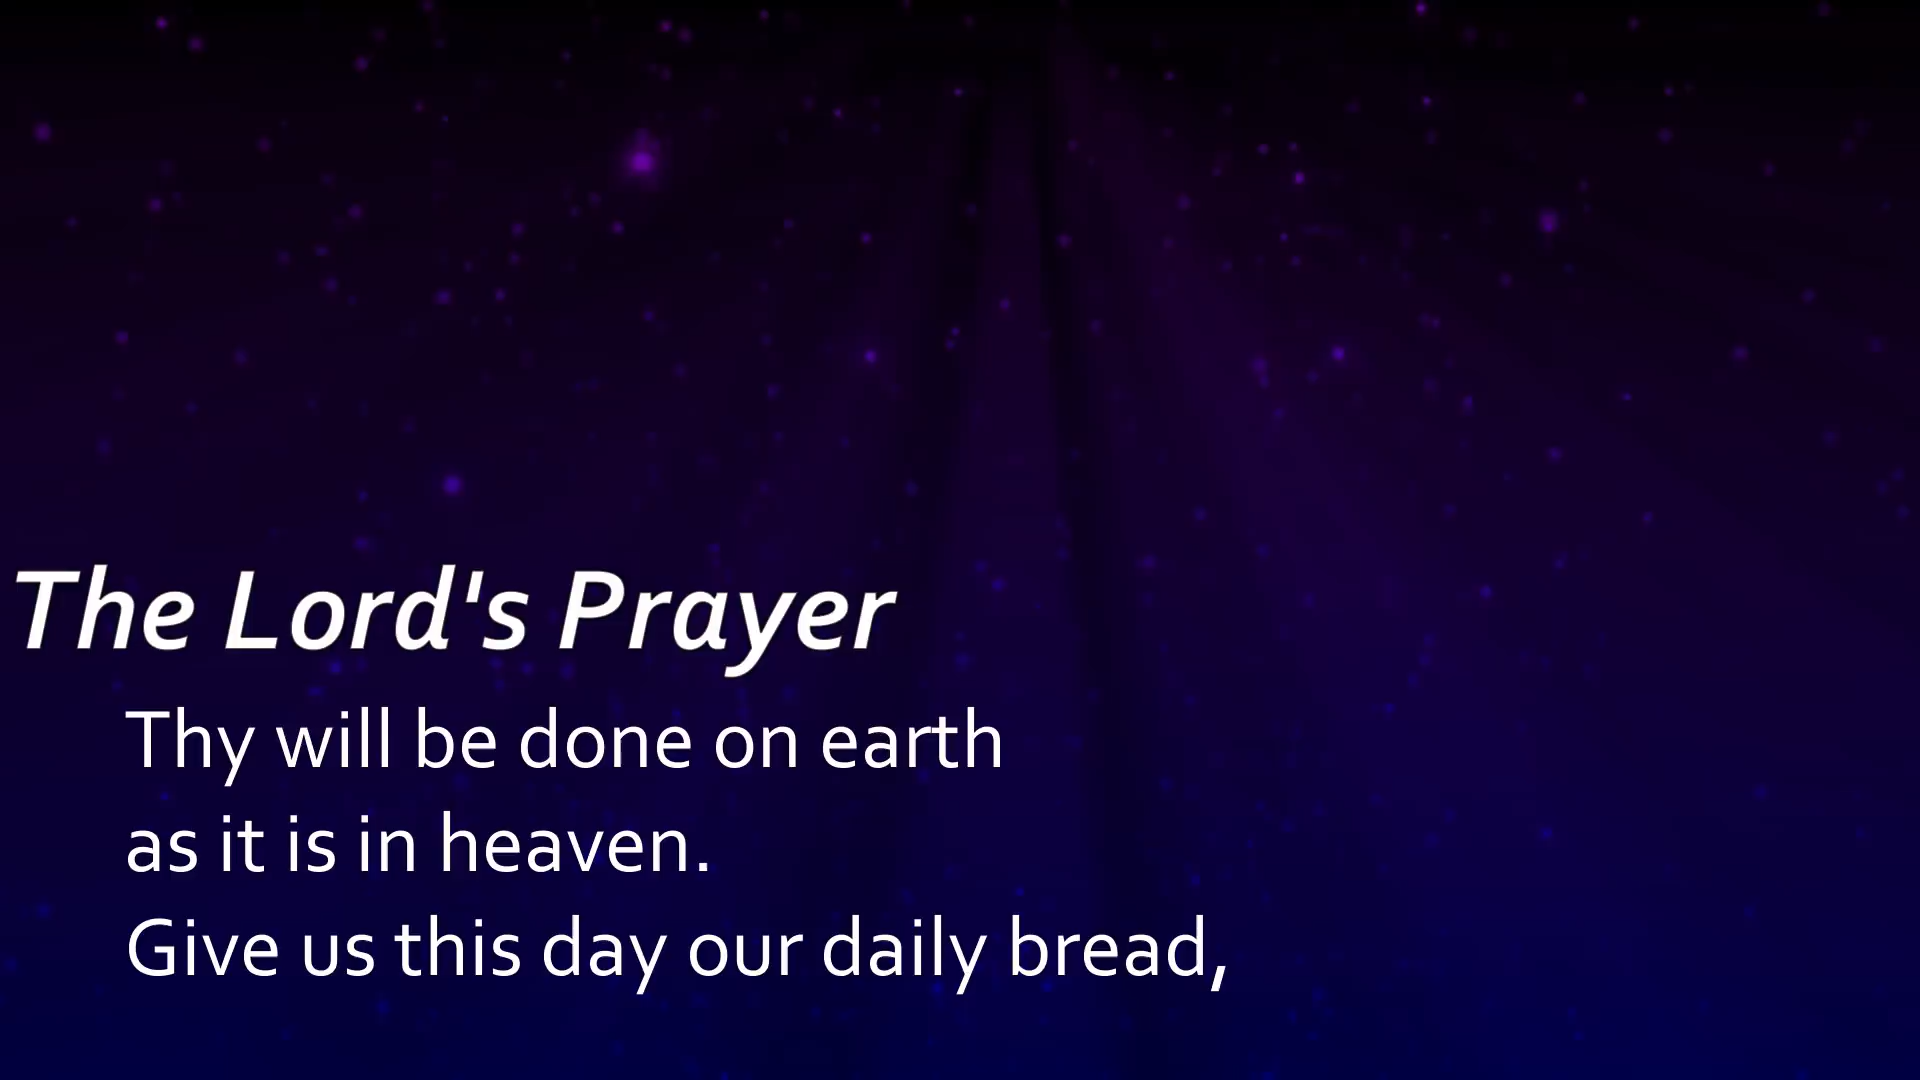 The Lord's Prayer
Thy will be done on earth
as it is in heaven.
Give us this day our daily bread,